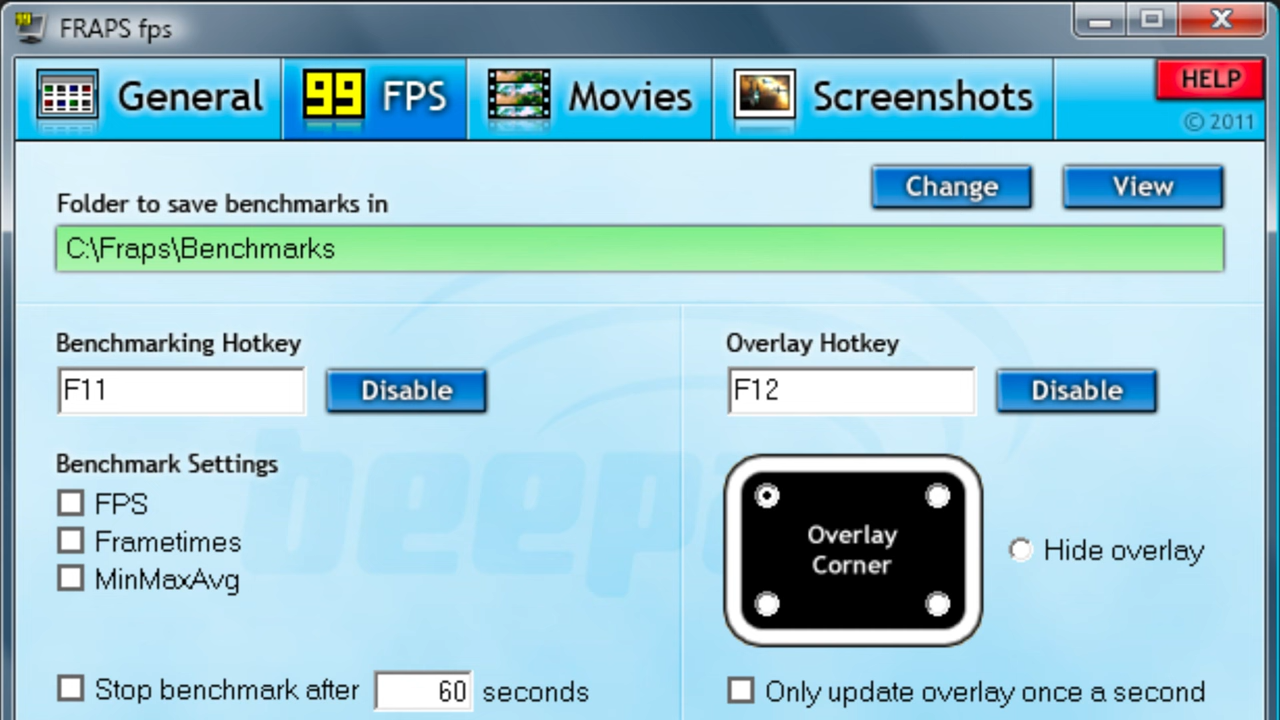 FRAPS fps
General
99 FPS
Movies
Screenshots
HELP
© 2011
Change
View
Folder to save benchmarks in
C:\Fraps\Benchmarks
Benchmarking Hotkey
F11
Disable
Overlay Hotkey
F12
Disable
Benchmark Settings
FPS
Frametimes
MinMaxAvg
Overlay
Corner
Hide overlay
Stop benchmark after 60 seconds
Only update overlay once a second